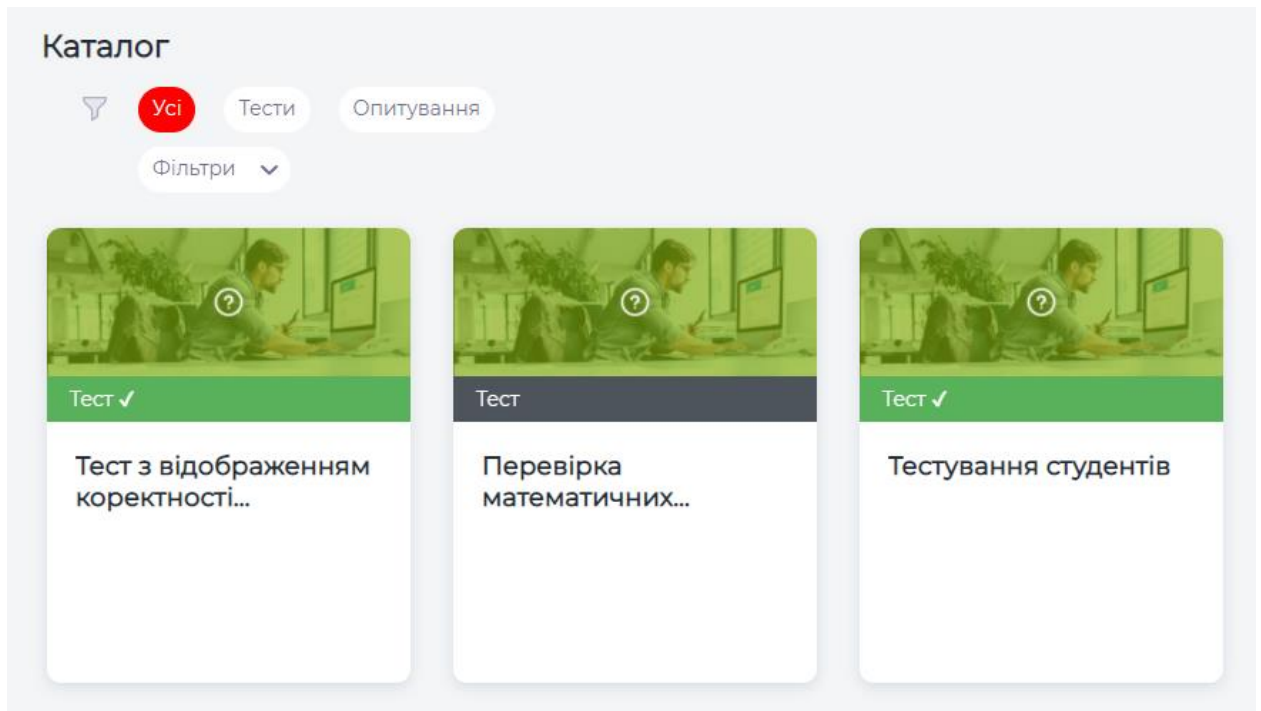 Каталог
Усі Тести Опитування
Фільтри
Тест ✓ Тест Тест ✓
Тест з відображенням
коректності...
Перевірка
математичних...
Тестування студентів